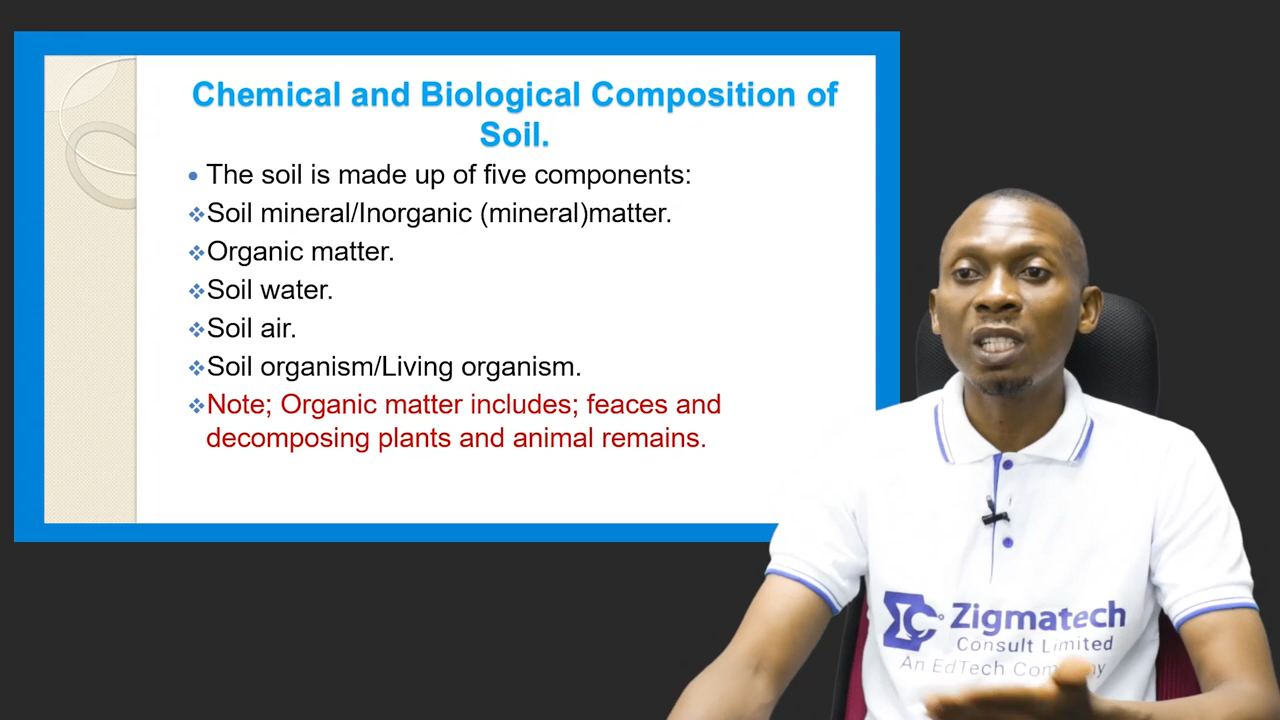 Chemical and Biological Composition of
Soil.
The soil is made up of five components:
Soil mineral/Inorganic (mineral)matter.
Organic matter.
Soil water.
Soil air.
Soil organism/Living organism.
Note; Organic matter includes; feaces and
decomposing plants and animal remains.
Zigmatech
Consult Limited
An EdTech